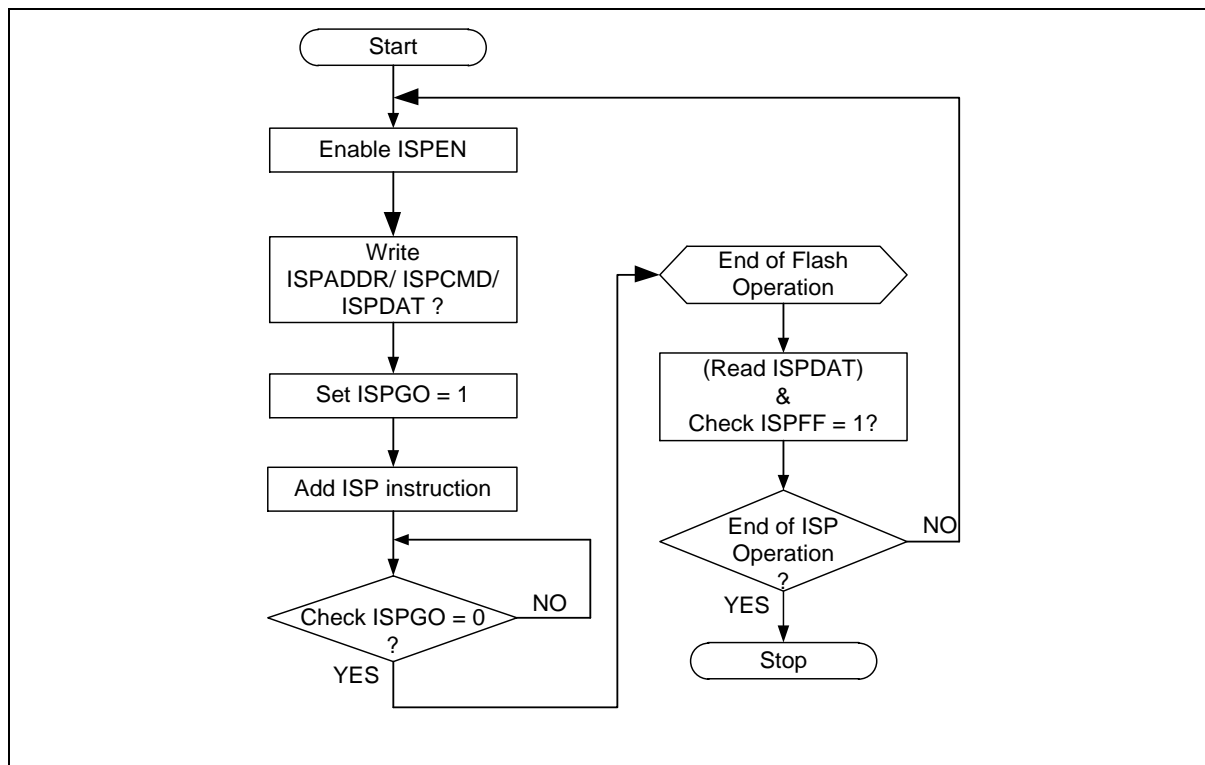 Start
Enable ISPEN
Write
ISPADDR/ ISPCMD/
ISPDAT ?
Set ISPGO = 1
Add ISP instruction
Check ISPGO = 0
?
NO
YES
End of Flash
Operation
(Read ISPDAT)
&
Check ISPFF = 1?
End of ISP
Operation
?
NO
YES
Stop